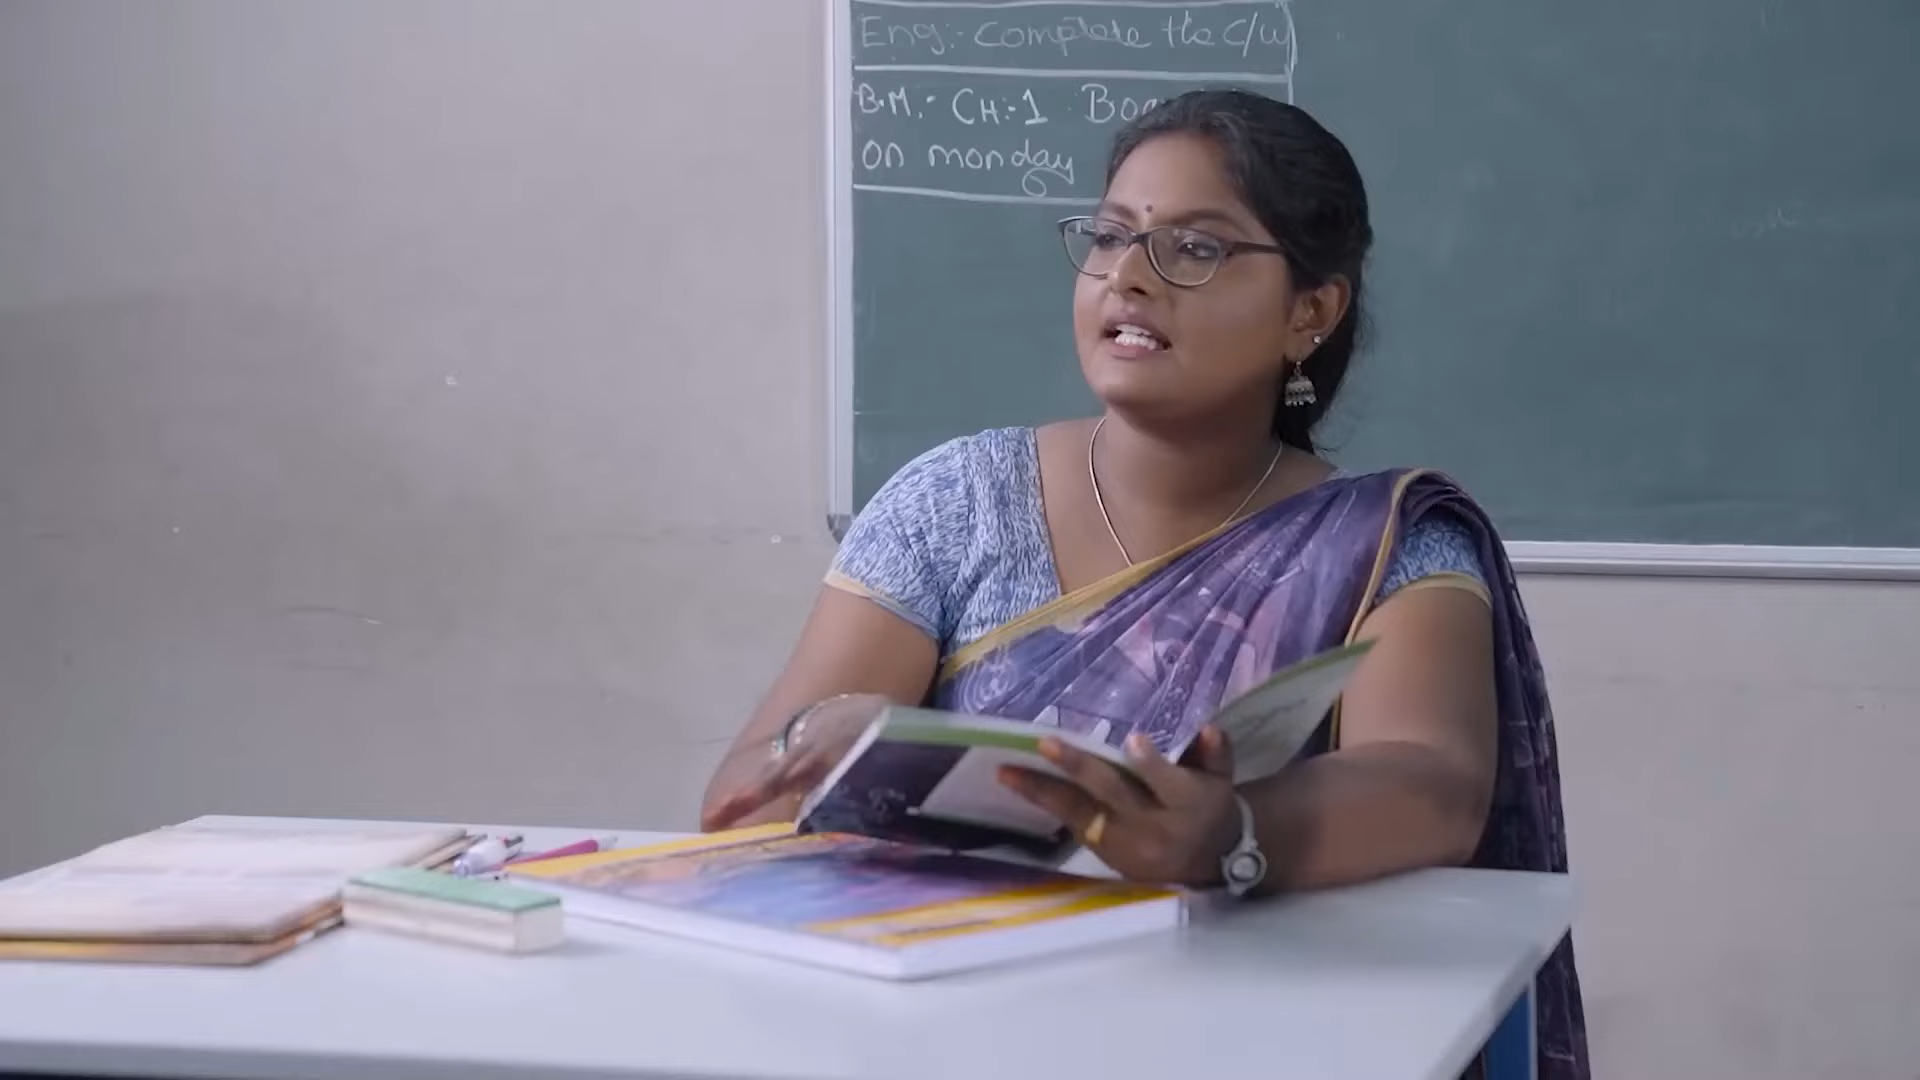 Eng:- Complete the C/W
B.M.:- CH:-1
on monday